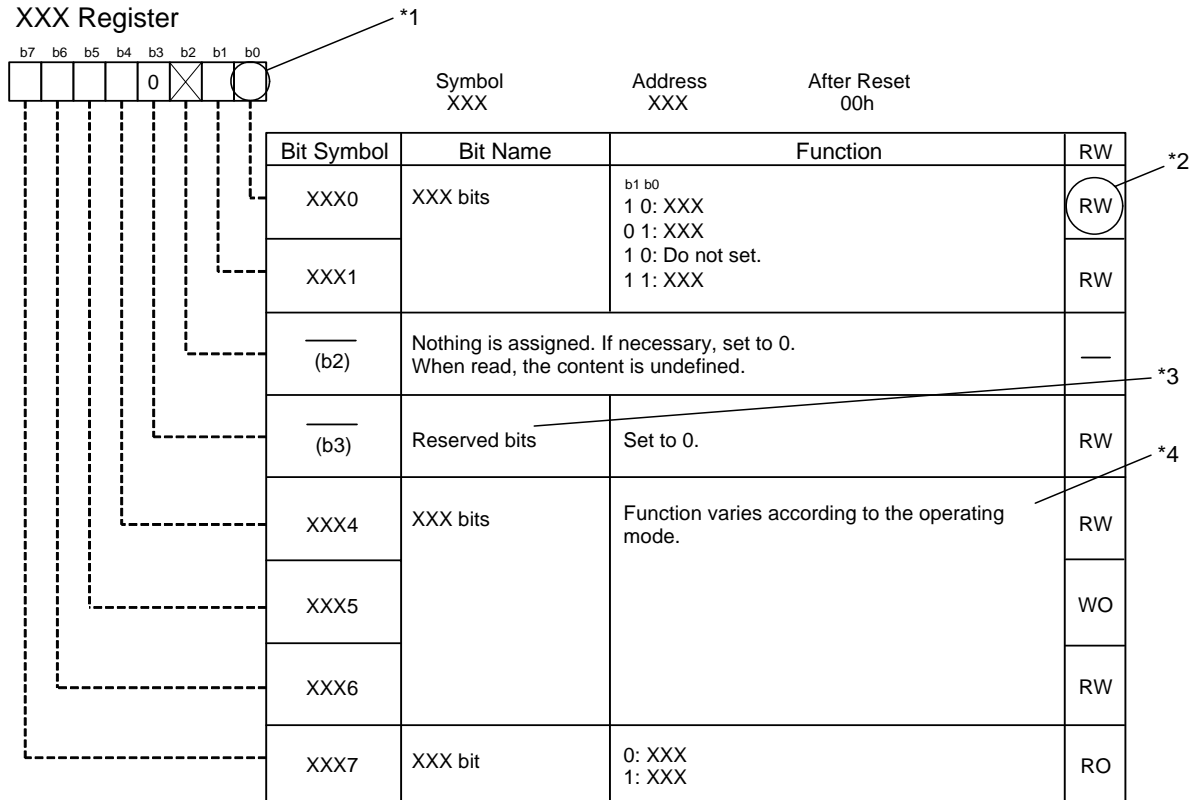 XXX Register
*1
b7 b6 b5 b4 b3 b2 b1 b0
0
Symbol Address After Reset
XXX XXX 00h
Bit Symbol Bit Name Function RW
*2
XXX0 XXX bits b1 b0 RW
1 0: XXX
0 1: XXX
1 0: Do not set.
1 1: XXX
XXX1 RW
(b2) Nothing is assigned. If necessary, set to 0. —
When read, the content is undefined.
*3
(b3) Reserved bits Set to 0. RW
*4
XXX4 XXX bits Function varies according to the operating RW
mode.
XXX5 WO
XXX6 RW
XXX7 XXX bit 0: XXX RO
1: XXX